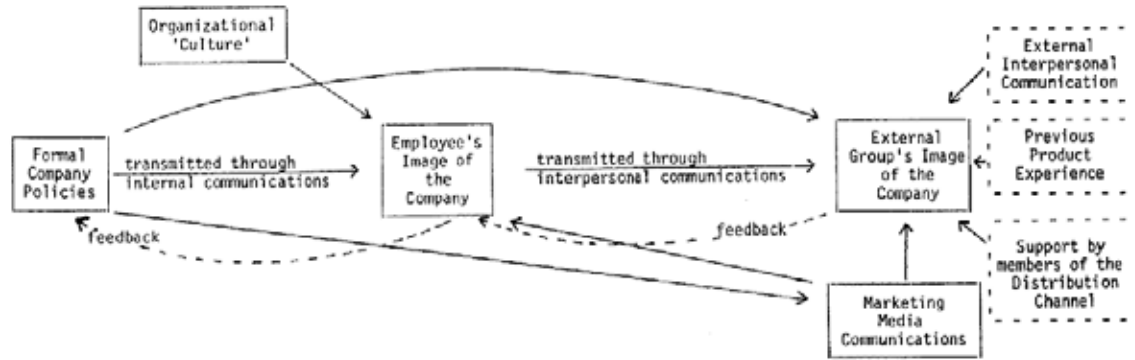 Organizational
'Culture'
External
Interpersonal
Communication
Formal
Company
Policies
transmitted through
internal communications
Employee's
Image of
the
Company
transmitted through
interpersonal communications
External
Group's Image
of the
Company
Previous
Product
Experience
feedback
feedback
Marketing
Media
Communications
Support by
members of the
Distribution
Channel